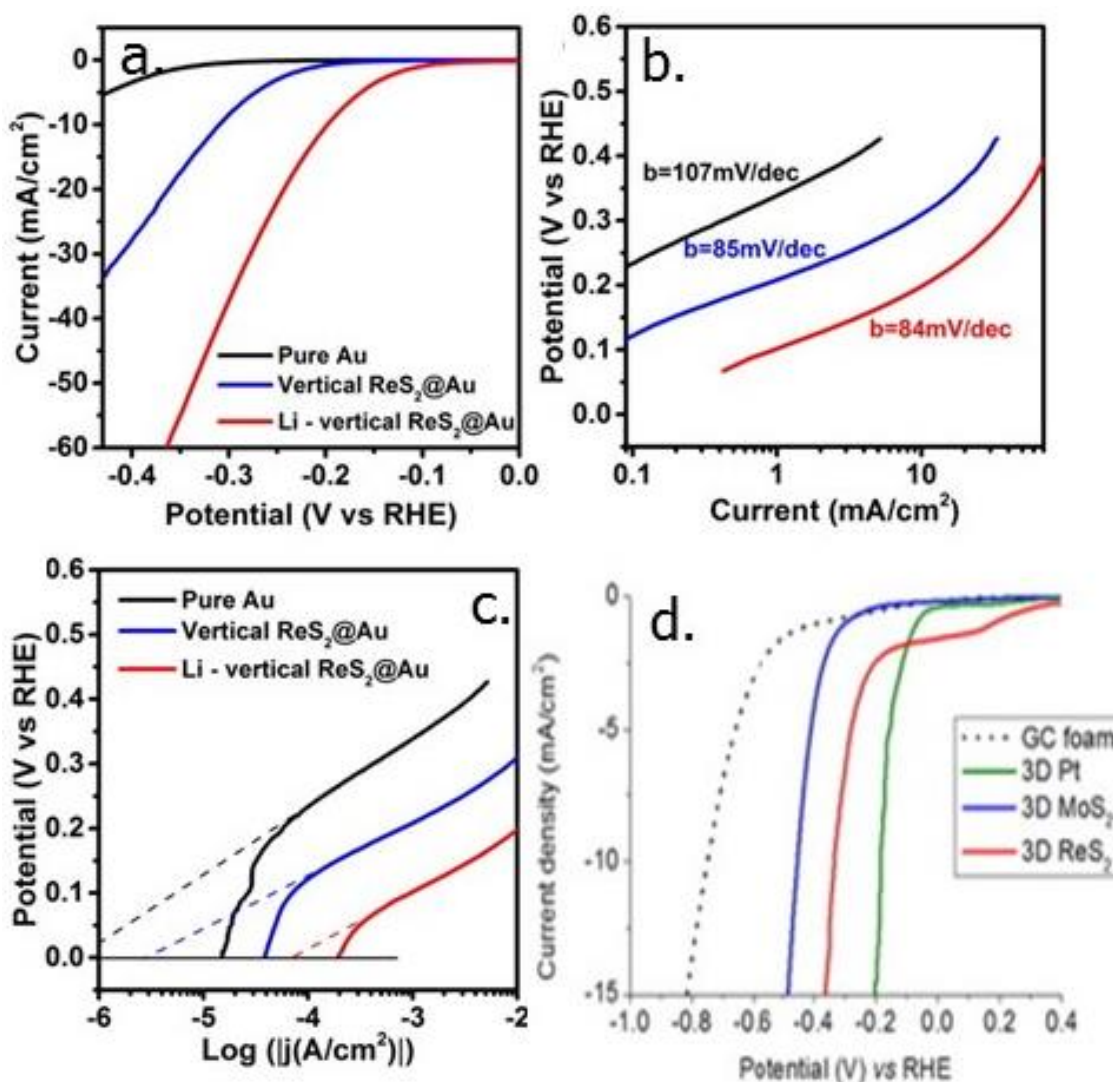 a.
0
-10
-20
-30
-40
-50
-60
Current (mA/cm²)
Pure Au
Vertical ReS₂@Au
Li - vertical ReS₂@Au
-0.4 -0.3 -0.2 -0.1 0.0
Potential (V vs RHE)
b.
0.6
0.5
0.4
0.3
0.2
0.1
0.0
Potential (V vs RHE)
b=107mV/dec
b=85mV/dec
b=84mV/dec
0.1 1 10
Current (mA/cm²)
c.
0.6
0.5
0.4
0.3
0.2
0.1
0.0
Potential (V vs RHE)
Pure Au
Vertical ReS₂@Au
Li - vertical ReS₂@Au
-6 -5 -4 -3 -2
Log (|j(A/cm²)|)
d.
0
-5
-10
-15
Current density (mA/cm²)
GC foam
3D Pt
3D MoS₂
3D ReS₂
-1.0 -0.8 -0.6 -0.4 -0.2 0.0 0.2 0.4
Potential (V) vs RHE